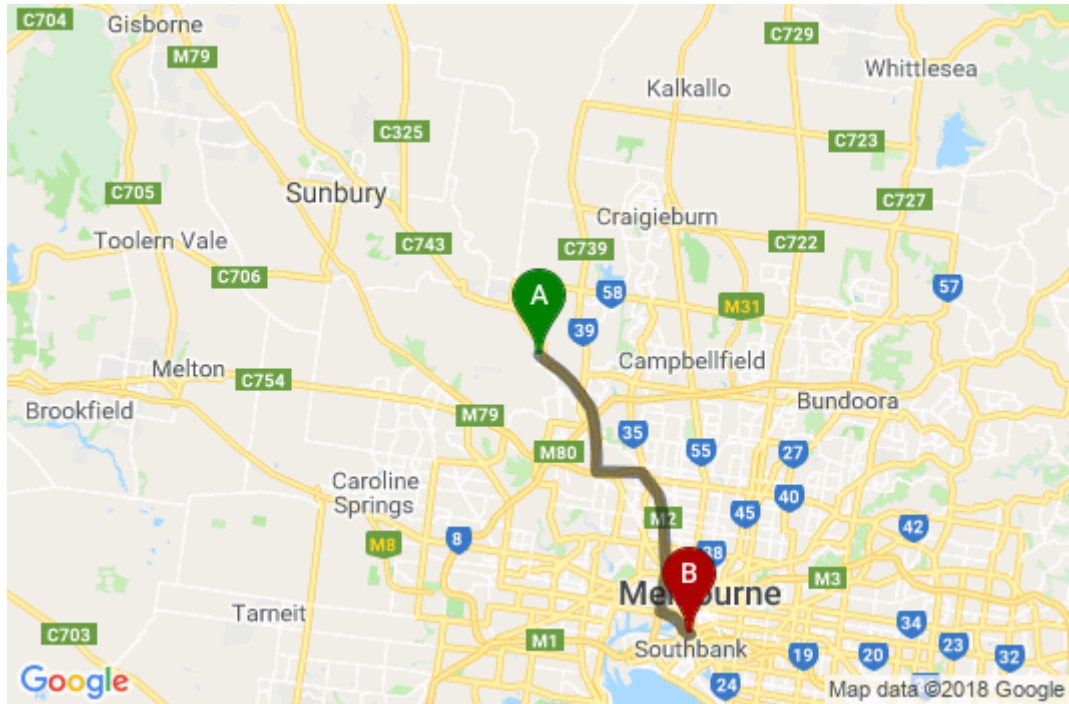 C704
Gisborne
M79
C729
Whittlesea
Kalkallo
C325
C723
C705
Sunbury
C727
Craigieburn
Toolern Vale
C743
C739
C722
C706
A
58
57
M31
39
Campbellfield
Melton
C754
Bundoora
Brookfield
M79
35
M80
55
27
Caroline
Springs
40
M2
45
42
8
M8
38
B
M3
Melbourne
Tarneit
34
C703
M1
Southbank
19
20
23
32
24
Google
Map data ©2018 Google